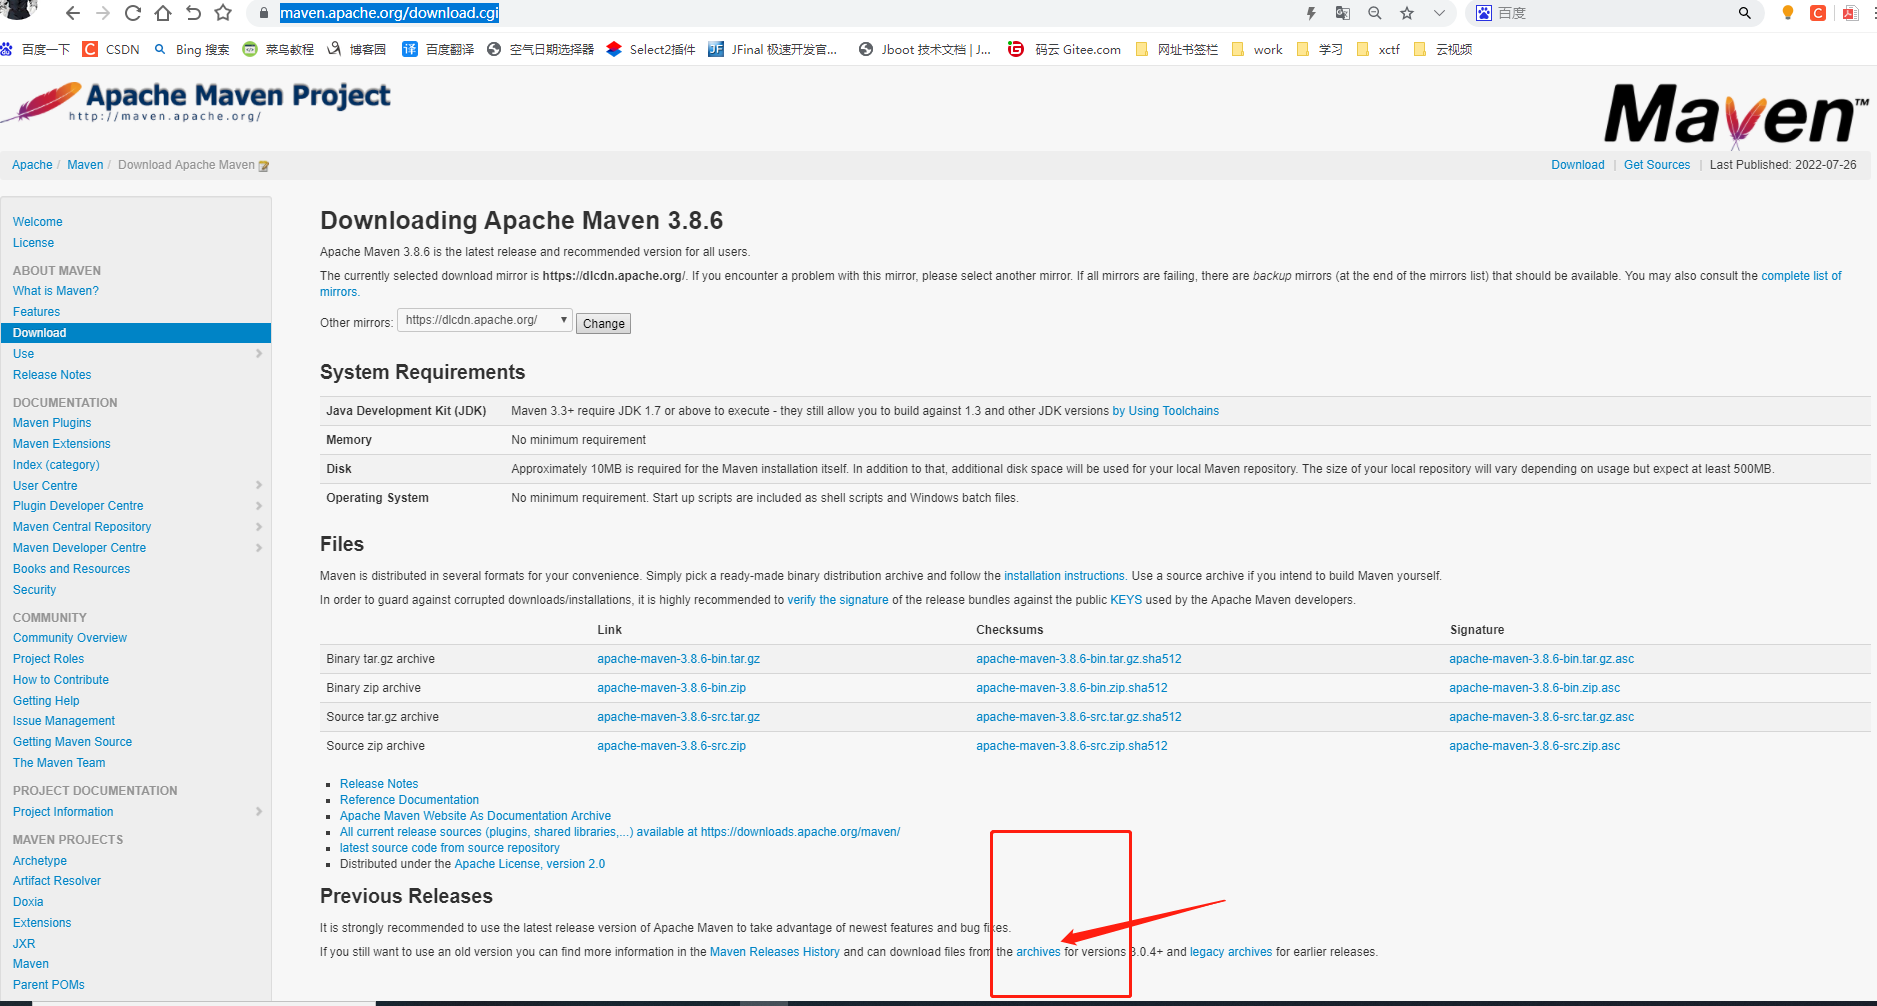 maven.apache.org/download.cgi
百度
百度一下 CSDN Bing 搜索 菜鸟教程 博客园 百度翻译 空气日期选择器 Select2插件 JFinal 极速开发官... Jboot 技术文档 | J... 码云 Gitee.com 网址书签栏 work 学习 xctf 云视频
Apache Maven Project
http://maven.apache.org/
Maven™
Apache / Maven / Download Apache Maven
Download | Get Sources | Last Published: 2022-07-26
Welcome
License
ABOUT MAVEN
What is Maven?
Features
Download
Use
Release Notes
DOCUMENTATION
Maven Plugins
Maven Extensions
Index (category)
User Centre
Plugin Developer Centre
Maven Central Repository
Maven Developer Centre
Books and Resources
Security
COMMUNITY
Community Overview
Project Roles
How to Contribute
Getting Help
Issue Management
Getting Maven Source
The Maven Team
PROJECT DOCUMENTATION
Project Information
MAVEN PROJECTS
Archetype
Artifact Resolver
Doxia
Extensions
JXR
Maven
Parent POMs
Downloading Apache Maven 3.8.6
Apache Maven 3.8.6 is the latest release and recommended version for all users.
The currently selected download mirror is https://dlcdn.apache.org/. If you encounter a problem with this mirror, please select another mirror. If all mirrors are failing, there are backup mirrors (at the end of the mirrors list) that should be available. You may also consult the complete list of
mirrors.
Other mirrors: https://dlcdn.apache.org/ Change
System Requirements
Java Development Kit (JDK) Maven 3.3+ require JDK 1.7 or above to execute - they still allow you to build against 1.3 and other JDK versions by Using Toolchains
Memory No minimum requirement
Disk Approximately 10MB is required for the Maven installation itself. In addition to that, additional disk space will be used for your local Maven repository. The size of your local repository will vary depending on usage but expect at least 500MB.
Operating System No minimum requirement. Start up scripts are included as shell scripts and Windows batch files.
Files
Maven is distributed in several formats for your convenience. Simply pick a ready-made binary distribution archive and follow the installation instructions. Use a source archive if you intend to build Maven yourself.
In order to guard against corrupted downloads/installations, it is highly recommended to verify the signature of the release bundles against the public KEYS used by the Apache Maven developers.
Link Checksums Signature
Binary tar.gz archive apache-maven-3.8.6-bin.tar.gz apache-maven-3.8.6-bin.tar.gz.sha512 apache-maven-3.8.6-bin.tar.gz.asc
Binary zip archive apache-maven-3.8.6-bin.zip apache-maven-3.8.6-bin.zip.sha512 apache-maven-3.8.6-bin.zip.asc
Source tar.gz archive apache-maven-3.8.6-src.tar.gz apache-maven-3.8.6-src.tar.gz.sha512 apache-maven-3.8.6-src.tar.gz.asc
Source zip archive apache-maven-3.8.6-src.zip apache-maven-3.8.6-src.zip.sha512 apache-maven-3.8.6-src.zip.asc
Release Notes
Reference Documentation
Apache Maven Website As Documentation Archive
All current release sources (plugins, shared libraries,...) available at https://downloads.apache.org/maven/
latest source code from source repository
Distributed under the Apache License, version 2.0
Previous Releases
It is strongly recommended to use the latest release version of Apache Maven to take advantage of newest features and bug fixes.
If you still want to use an old version you can find more information in the Maven Releases History and can download files from the archives for versions 3.0.4+ and legacy archives for earlier releases.